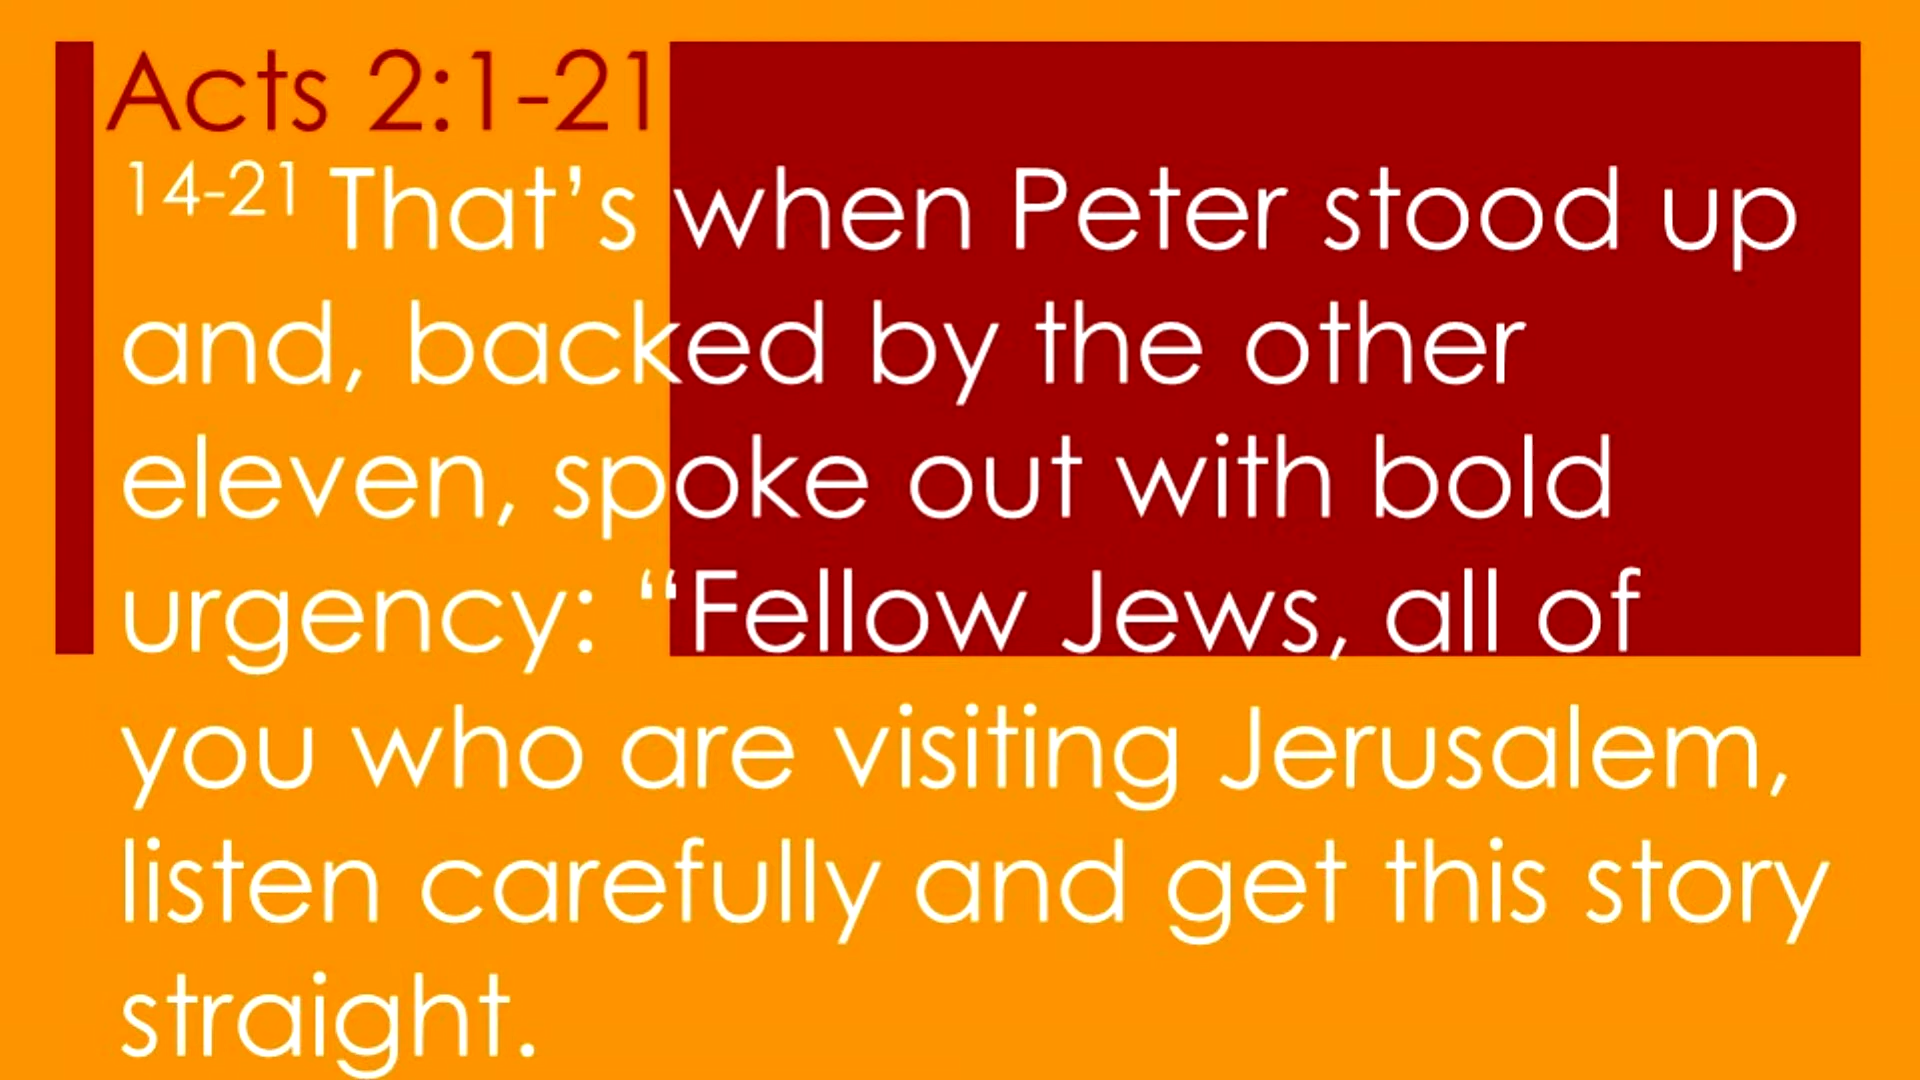 Acts 2:1-21
14-21 That’s when Peter stood up
and, backed by the other
eleven, spoke out with bold
urgency: “Fellow Jews, all of
you who are visiting Jerusalem,
listen carefully and get this story
straight.